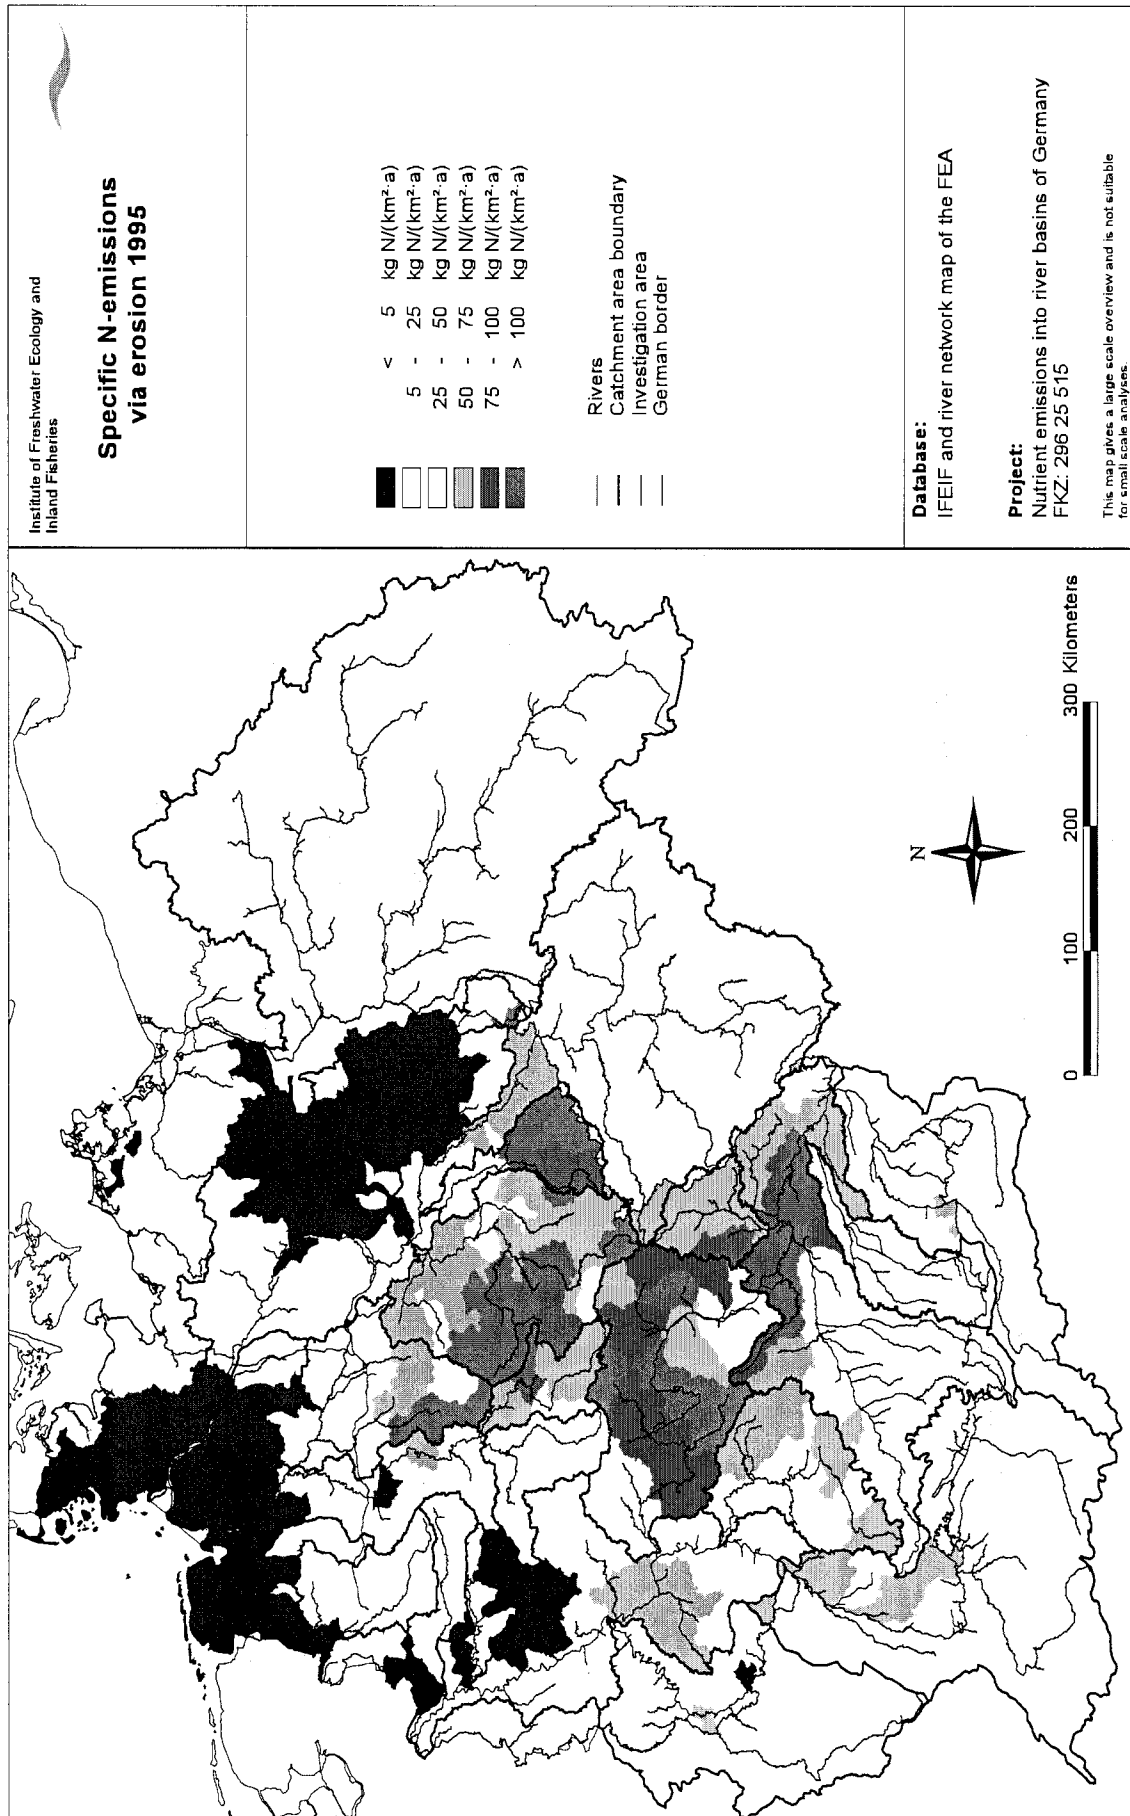 Institute of Freshwater Ecology and
Inland Fisheries
Specific N-emissions
via erosion 1995
< 5 kg N/(km²·a)
5 - 25 kg N/(km²·a)
25 - 50 kg N/(km²·a)
50 - 75 kg N/(km²·a)
75 - 100 kg N/(km²·a)
> 100 kg N/(km²·a)
Rivers
Catchment area boundary
Investigation area
German border
Database:
IFEIF and river network map of the FEA
Project:
Nutrient emissions into river basins of Germany
FKZ: 296 25 515
This map gives a large scale overview and is not suitable
for small scale analyses.
N
0 100 200 300 Kilometers